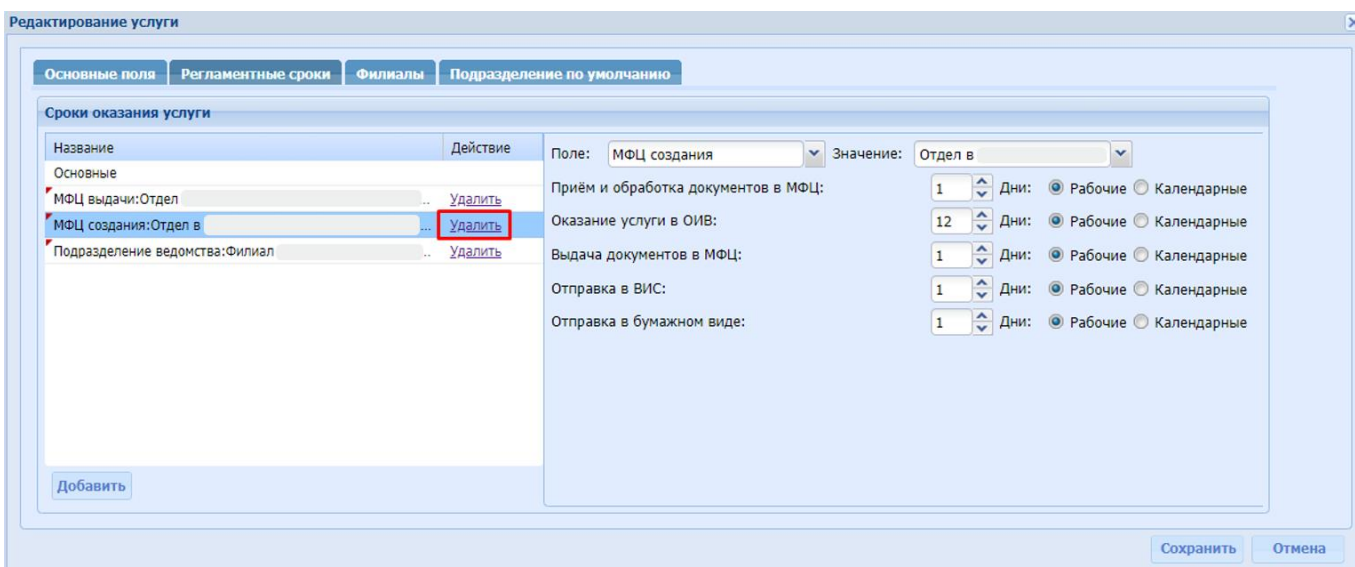 Редактирование услуги
Основные поля Регламентные сроки Филиалы Подразделение по умолчанию
Сроки оказания услуги
Название Действие
Основные
МФЦ выдачи:Отдел .. Удалить
МФЦ создания:Отдел в ... Удалить
Подразделение ведомства:Филиал .. Удалить
Добавить
Поле: МФЦ создания Значение: Отдел в
Приём и обработка документов в МФЦ: 1 Дни: Рабочие Календарные
Оказание услуги в ОИВ: 12 Дни: Рабочие Календарные
Выдача документов в МФЦ: 1 Дни: Рабочие Календарные
Отправка в ВИС: 1 Дни: Рабочие Календарные
Отправка в бумажном виде: 1 Дни: Рабочие Календарные
Сохранить Отмена